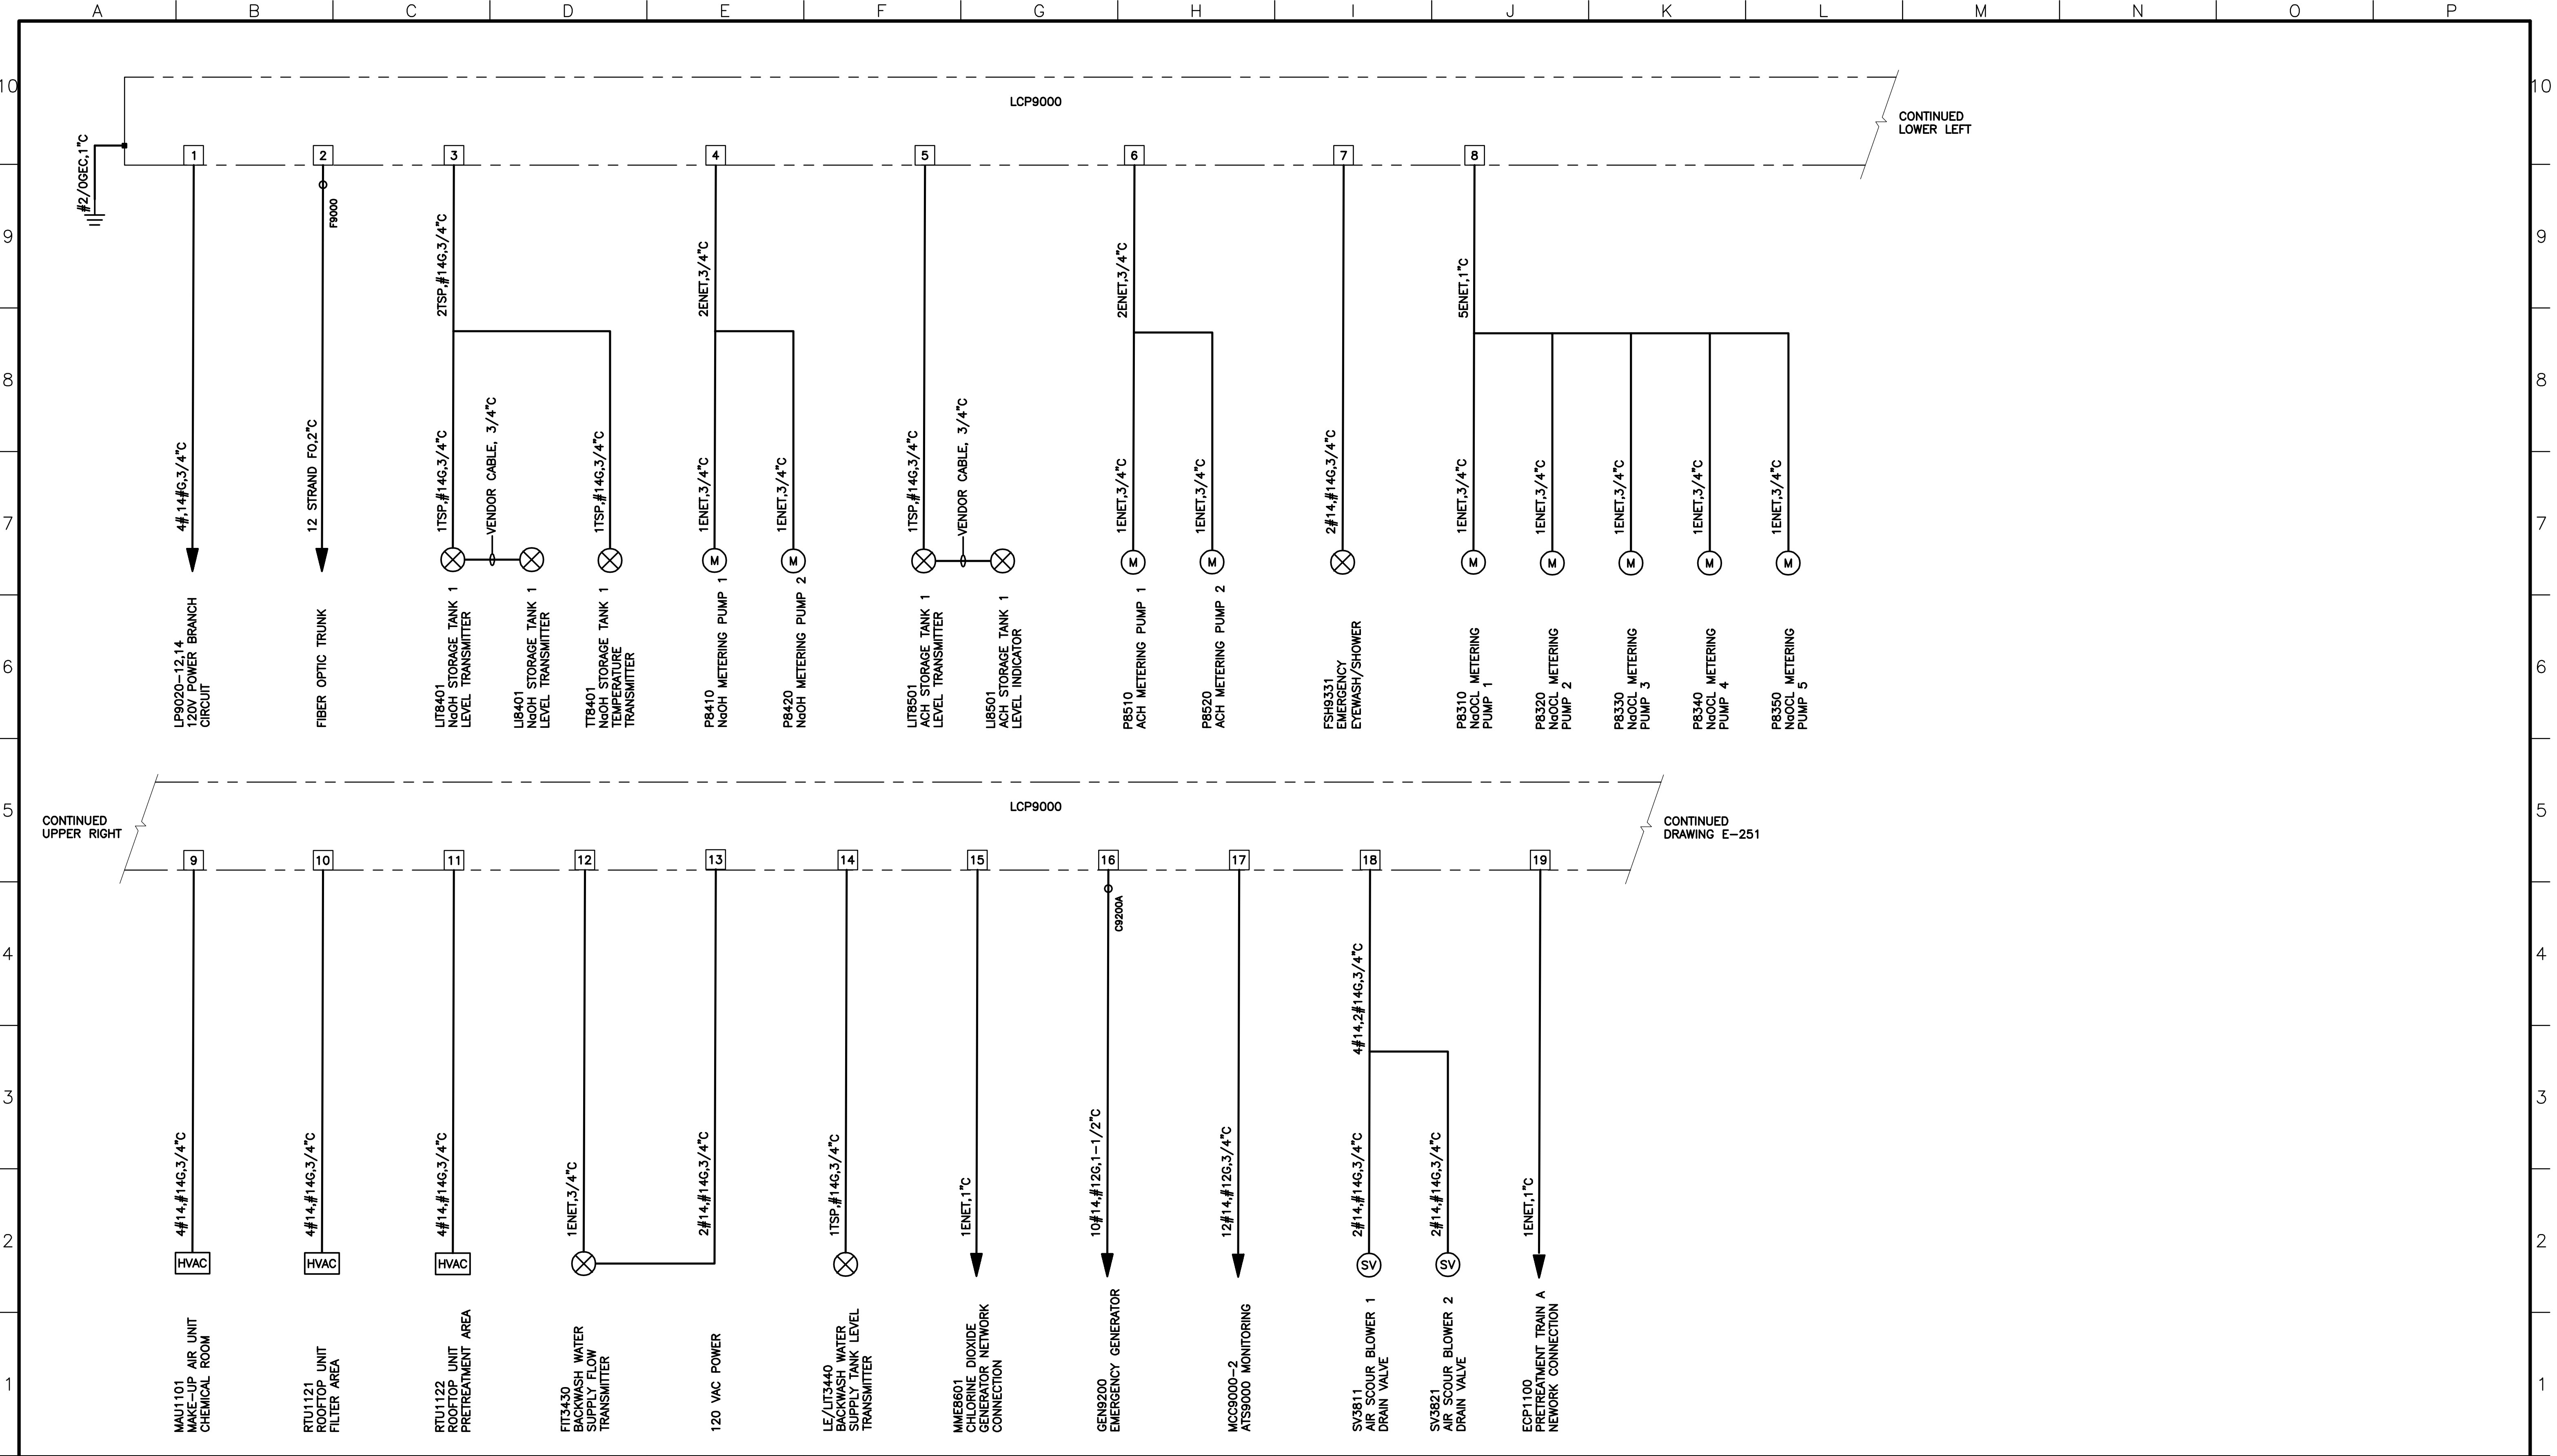 A B C D E F G H I J K L M N O P
10 10
LCP9000
CONTINUED
LOWER LEFT
#2/0GEC,1"C
1 2 3 4 5 6 7 8
F9000
9 9
2TSP,#14G,3/4"C
2ENET,3/4"C
2ENET,3/4"C
5ENET,1"C
8 8
4#,14#G,3/4"C
12 STRAND FO,2"C
1TSP,#14G,3/4"C
VENDOR CABLE, 3/4"C
1TSP,#14G,3/4"C
1ENET,3/4"C
1ENET,3/4"C
1TSP,#14G,3/4"C
VENDOR CABLE, 3/4"C
1ENET,3/4"C
1ENET,3/4"C
2#14,#14G,3/4"C
1ENET,3/4"C
1ENET,3/4"C
1ENET,3/4"C
1ENET,3/4"C
1ENET,3/4"C
7 7
M M M M M M M M M
LP9020-12,14
120V POWER BRANCH
CIRCUIT
FIBER OPTIC TRUNK
LIT8401
NaOH STORAGE TANK 1
LEVEL TRANSMITTER
LI8401
NaOH STORAGE TANK 1
LEVEL TRANSMITTER
TT8401
NaOH STORAGE TANK 1
TEMPERATURE
TRANSMITTER
P8410
NaOH METERING PUMP 1
P8420
NaOH METERING PUMP 2
LIT8501
ACH STORAGE TANK 1
LEVEL TRANSMITTER
LI8501
ACH STORAGE TANK 1
LEVEL INDICATOR
P8510
ACH METERING PUMP 1
P8520
ACH METERING PUMP 2
FSH9331
EMERGENCY
EYEWASH/SHOWER
P8310
NaOCL METERING
PUMP 1
P8320
NaOCL METERING
PUMP 2
P8330
NaOCL METERING
PUMP 3
P8340
NaOCL METERING
PUMP 4
P8350
NaOCL METERING
PUMP 5
6 6
5 5
CONTINUED
UPPER RIGHT
LCP9000
CONTINUED
DRAWING E-251
9 10 11 12 13 14 15 16 17 18 19
C9200A
4 4
4#14,2#14G,3/4"C
3 3
4#14,#14G,3/4"C
4#14,#14G,3/4"C
4#14,#14G,3/4"C
1ENET,3/4"C
2#14,#14G,3/4"C
1TSP,#14G,3/4"C
1ENET,1"C
10#14,#12G,1-1/2"C
12#14,#12G,3/4"C
2#14,#14G,3/4"C
2#14,#14G,3/4"C
1ENET,1"C
2 2
HVAC HVAC HVAC SV SV
MAU1101
MAKE-UP AIR UNIT
CHEMICAL ROOM
RTU1121
ROOFTOP UNIT
FILTER AREA
RTU1122
ROOFTOP UNIT
PRETREATMENT AREA
FIT3430
BACKWASH WATER
SUPPLY FLOW
TRANSMITTER
120 VAC POWER
LE/LIT3440
BACKWASH WATER
SUPPLY TANK LEVEL
TRANSMITTER
MME8601
CHLORINE DIOXIDE
GENERATOR NETWORK
CONNECTION
GEN9200
EMERGENCY GENERATOR
MCC9000-2
ATS9000 MONITORING
SV3811
AIR SCOUR BLOWER 1
DRAIN VALVE
SV3821
AIR SCOUR BLOWER 2
DRAIN VALVE
ECP1100
PRETREATMENT TRAIN A
NEWORK CONNECTION
1 1